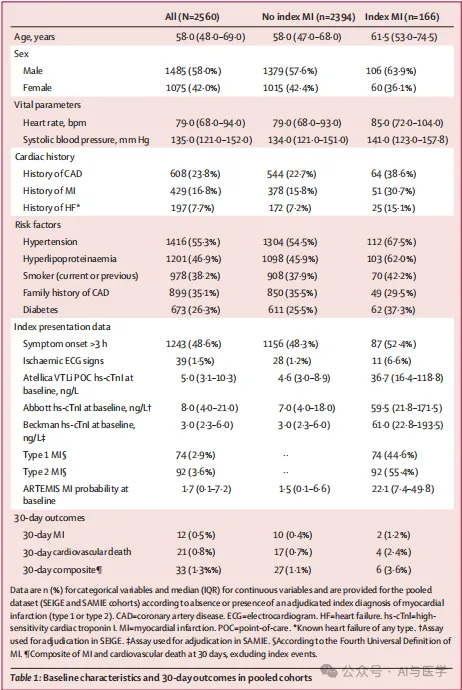 All (N=2560) No index MI (n=2394) Index MI (n=166)
Age, years 58·0 (48·0–69·0) 58·0 (47·0–68·0) 61·5 (53·0–74·5)
Sex
Male 1485 (58·0%) 1379 (57·6%) 106 (63·9%)
Female 1075 (42·0%) 1015 (42·4%) 60 (36·1%)
Vital parameters
Heart rate, bpm 79·0 (68·0–94·0) 79·0 (68·0–93·0) 85·0 (72·0–104·0)
Systolic blood pressure, mm Hg 135·0 (121·0–152·0) 134·0 (121·0–151·0) 141·0 (123·0–157·8)
Cardiac history
History of CAD 608 (23·8%) 544 (22·7%) 64 (38·6%)
History of MI 429 (16·8%) 378 (15·8%) 51 (30·7%)
History of HF* 197 (7·7%) 172 (7·2%) 25 (15·1%)
Risk factors
Hypertension 1416 (55·3%) 1304 (54·5%) 112 (67·5%)
Hyperlipoproteinaemia 1201 (46·9%) 1098 (45·9%) 103 (62·0%)
Smoker (current or previous) 978 (38·2%) 908 (37·9%) 70 (42·2%)
Family history of CAD 899 (35·1%) 850 (35·5%) 49 (29·5%)
Diabetes 673 (26·3%) 611 (25·5%) 62 (37·3%)
Index presentation data
Symptom onset >3 h 1243 (48·6%) 1156 (48·3%) 87 (52·4%)
Ischaemic ECG signs 39 (1·5%) 28 (1·2%) 11 (6·6%)
Atellica VTLi POC hs-cTnI at 5·0 (3·1–10·3) 4·6 (3·0–8·9) 36·7 (16·4–118·8)
baseline, ng/L
Abbott hs-cTnI at baseline, ng/L† 8·0 (4·0–21·0) 7·0 (4·0–18·0) 59·5 (21·8–171·5)
Beckman hs-cTnI at baseline, 3·0 (2·3–6·0) 3·0 (2·3–6·0) 61·0 (22·8–193·5)
ng/L‡
Type 1 MI§ 74 (2·9%) ·· 74 (44·6%)
Type 2 MI§ 92 (3·6%) ·· 92 (55·4%)
ARTEMIS MI probability at 1·7 (0·1–7·2) 1·5 (0·1–6·6) 22·1 (7·4–49·8)
baseline
30-day outcomes
30-day MI 12 (0·5%) 10 (0·4%) 2 (1·2%)
30-day cardiovascular death 21 (0·8%) 17 (0·7%) 4 (2·4%)
30-day composite¶ 33 (1·3%%) 27 (1·1%) 6 (3·6%)
Data are n (%) for categorical variables and median (IQR) for continuous variables and are provided for the pooled
dataset (SEIGE and SAMIE cohorts) according to absence or presence of an adjudicated index diagnosis of myocardial
infarction (type 1 or type 2). CAD=coronary artery disease. ECG=electrocardiogram. HF=heart failure. hs-cTnI=high-
sensitivity cardiac troponin I. MI=myocardial infarction. POC=point-of-care. *Known heart failure of any type. †Assay
used for adjudication in SEIGE. ‡Assay used for adjudication in SAMIE. §According to the Fourth Universal Definition of
MI. ¶Composite of MI and cardiovascular death at 30 days, excluding index events.
公众号 · AI与医学
Table 1: Baseline characteristics and 30-day outcomes in pooled cohorts